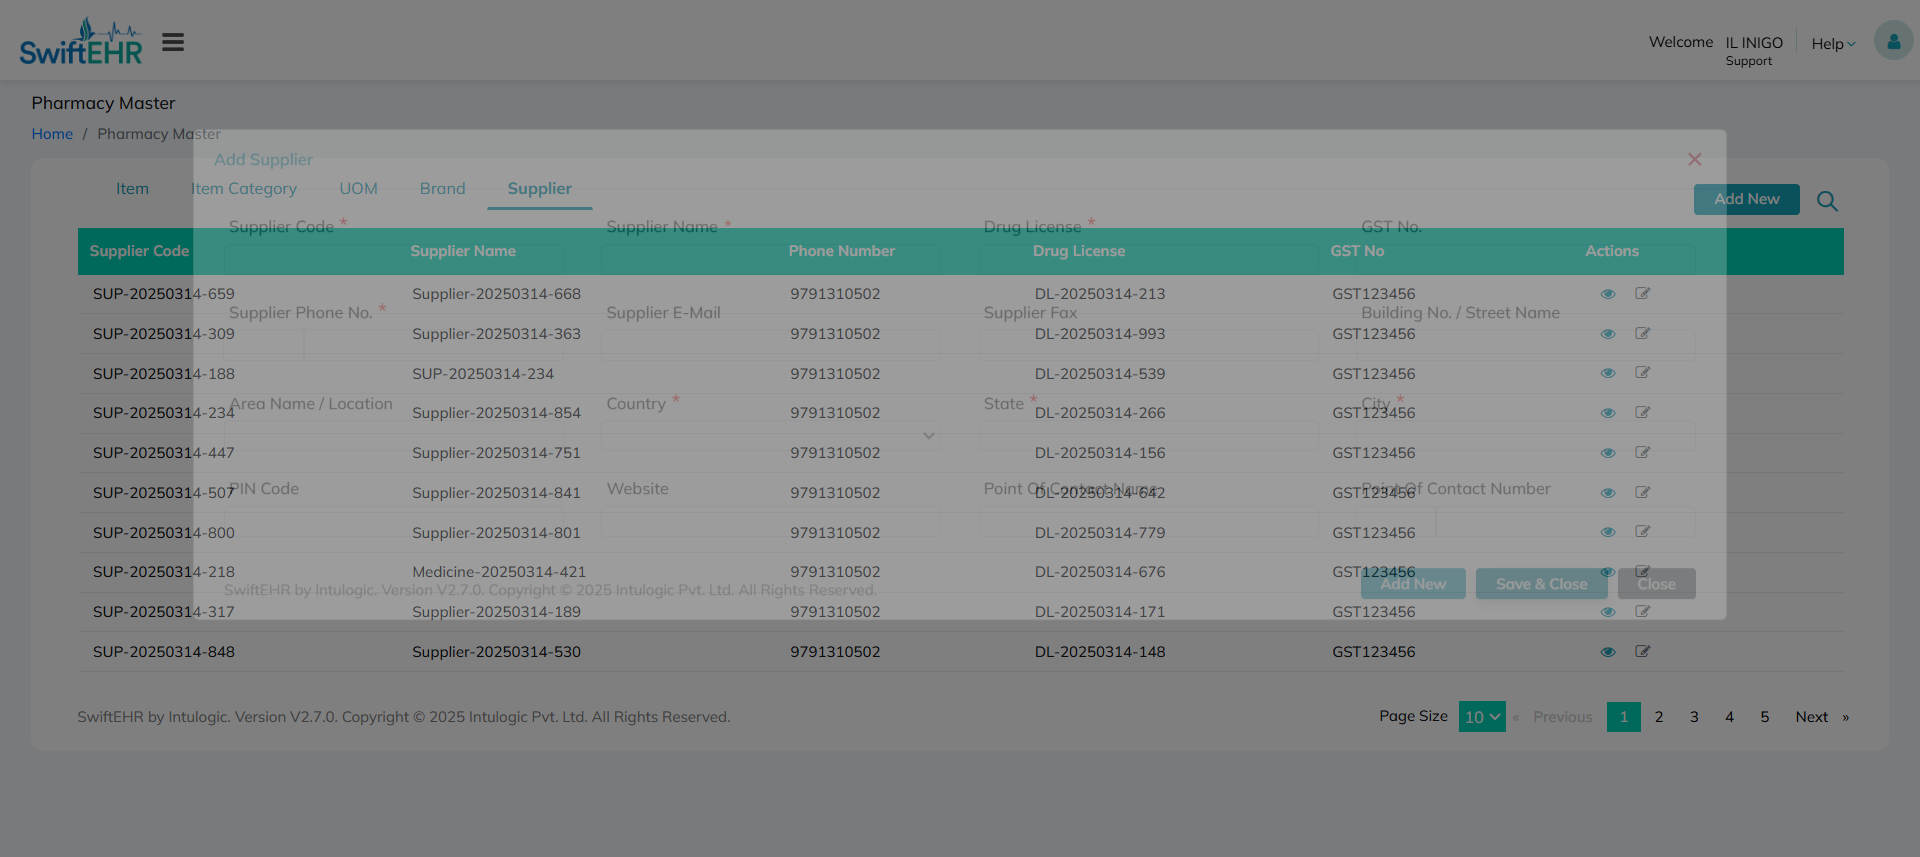 SwiftEHR
Welcome IL INIGO Help
Support
Pharmacy Master
Home / Pharmacy Master
Add Supplier
Item Item Category UOM Brand Supplier
Add New
Supplier Code * Supplier Name * Drug License * GST No.
Supplier Code Supplier Name Phone Number Drug License GST No Actions
SUP-20250314-659 Supplier-20250314-668 9791310502 DL-20250314-213 GST123456
Supplier Phone No. * Supplier E-Mail Supplier Fax Building No. / Street Name
SUP-20250314-309 Supplier-20250314-363 9791310502 DL-20250314-993 GST123456
SUP-20250314-188 SUP-20250314-234 9791310502 DL-20250314-539 GST123456
Area Name / Location Country * State * City *
SUP-20250314-234 Supplier-20250314-854 9791310502 DL-20250314-266 GST123456
SUP-20250314-447 Supplier-20250314-751 9791310502 DL-20250314-156 GST123456
PIN Code Website Point Of Contact Name Point Of Contact Number
SUP-20250314-507 Supplier-20250314-841 9791310502 DL-20250314-642 GST123456
SUP-20250314-800 Supplier-20250314-801 9791310502 DL-20250314-779 GST123456
SUP-20250314-218 Medicine-20250314-421 9791310502 DL-20250314-676 GST123456
SwiftEHR by Intulogic. Version V2.7.0. Copyright © 2025 Intulogic Pvt. Ltd. All Rights Reserved. Add New Save & Close Close
SUP-20250314-317 Supplier-20250314-189 9791310502 DL-20250314-171 GST123456
SUP-20250314-848 Supplier-20250314-530 9791310502 DL-20250314-148 GST123456
SwiftEHR by Intulogic. Version V2.7.0. Copyright © 2025 Intulogic Pvt. Ltd. All Rights Reserved. Page Size 10 « Previous 1 2 3 4 5 Next »